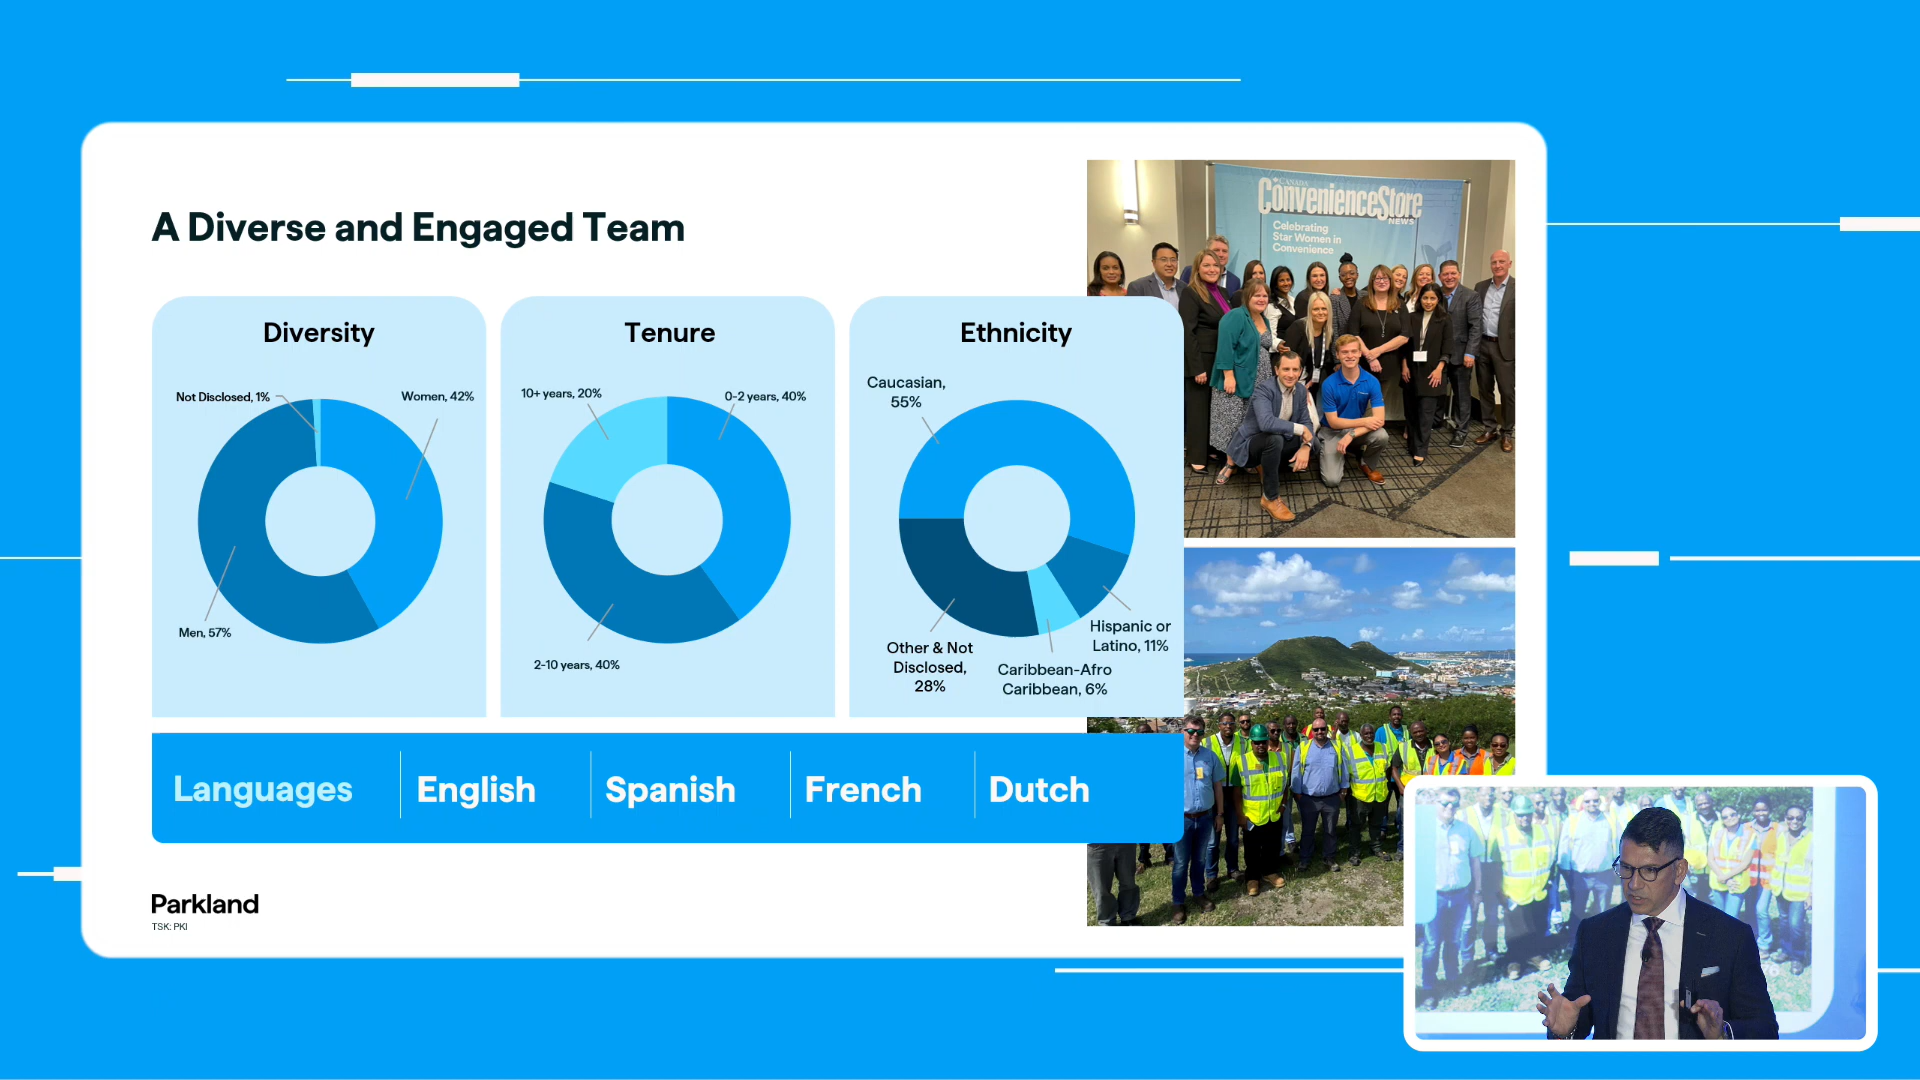 A Diverse and Engaged Team
Diversity
Not Disclosed, 1%
Women, 42%
Men, 57%
Tenure
10+ years, 20%
0-2 years, 40%
2-10 years, 40%
Ethnicity
Caucasian,
55%
Hispanic or
Latino, 11%
Caribbean-Afro
Caribbean, 6%
Other & Not
Disclosed,
28%
CANADA
ConvenienceStore
NEWS
Celebrating
Star Women in
Convenience
Languages
English
Spanish
French
Dutch
Parkland
TSK: PKI